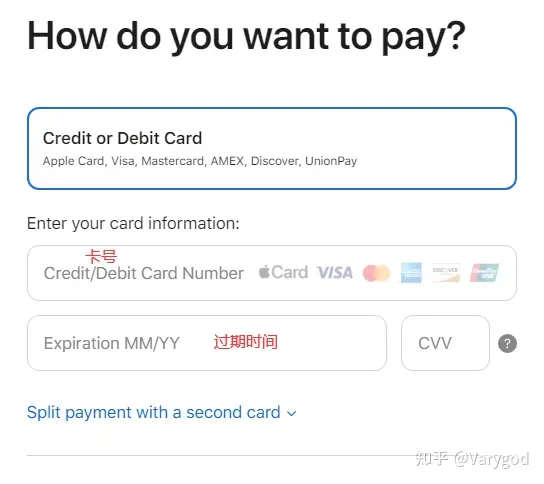 How do you want to pay?
Credit or Debit Card
Apple Card, Visa, Mastercard, AMEX, Discover, UnionPay
Enter your card information:
卡号
Credit/Debit Card Number Card VISA DISCOVER UnionPay
Expiration MM/YY 过期时间 CVV ?
Split payment with a second card
知乎 @Varygod